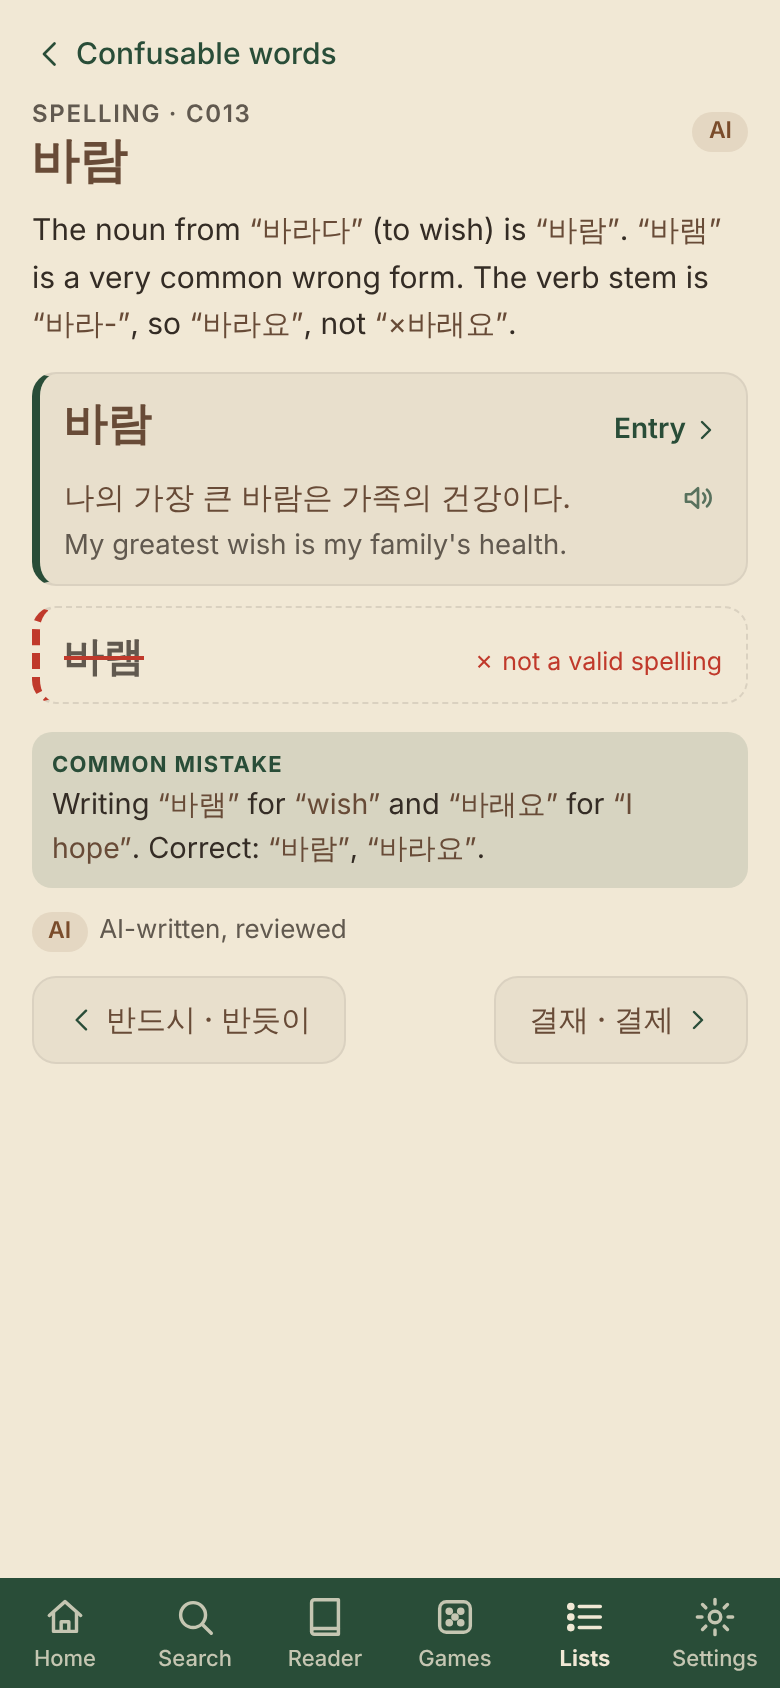 Confusable words
SPELLING · C013
바람
AI
The noun from “바라다” (to wish) is “바람”. “바램”
is a very common wrong form. The verb stem is
“바라-”, so “바라요”, not “×바래요”.
바람
Entry
나의 가장 큰 바람은 가족의 건강이다.
My greatest wish is my family's health.
바램
× not a valid spelling
COMMON MISTAKE
Writing “바램” for “wish” and “바래요” for “I
hope”. Correct: “바람”, “바라요”.
AI AI-written, reviewed
반드시 · 반듯이
결재 · 결제
Home Search Reader Games Lists Settings